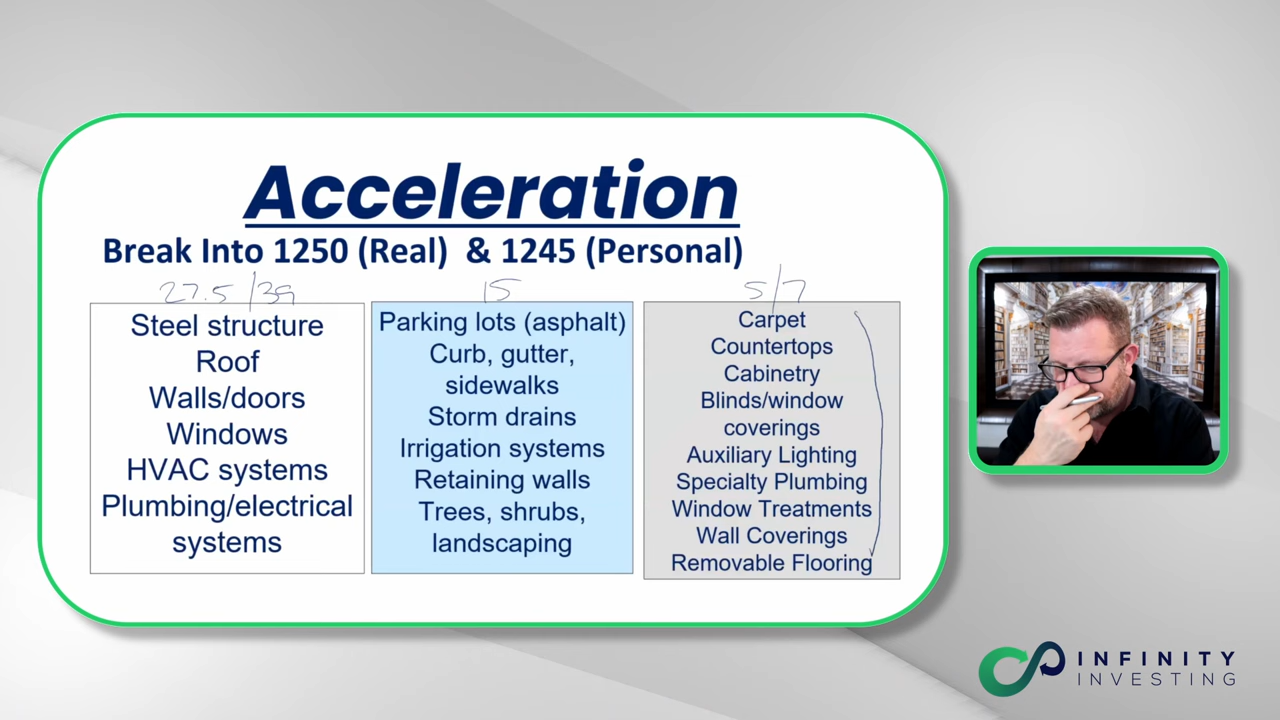 Acceleration
Break Into 1250 (Real) & 1245 (Personal)
27.5/39
Steel structure
Roof
Walls/doors
Windows
HVAC systems
Plumbing/electrical
systems
15
Parking lots (asphalt)
Curb, gutter,
sidewalks
Storm drains
Irrigation systems
Retaining walls
Trees, shrubs,
landscaping
5/7
Carpet
Countertops
Cabinetry
Blinds/window
coverings
Auxiliary Lighting
Specialty Plumbing
Window Treatments
Wall Coverings
Removable Flooring
INFINITY
INVESTING